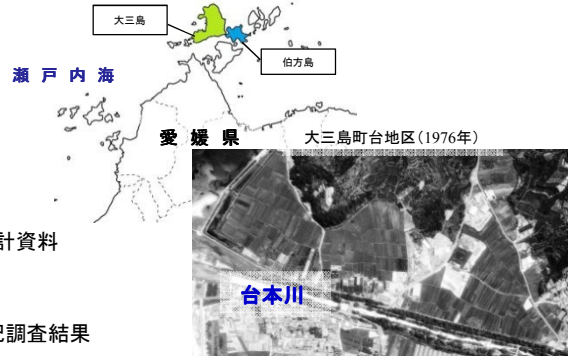 大三島
伯方島
瀬戸内海
愛媛県
大三島町台地区(1976年)
計資料
台本川
調査結果